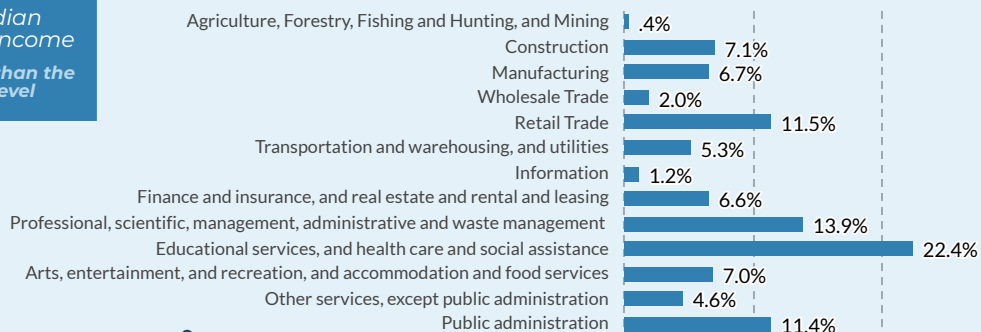 dian
ncome
han the
evel
Agriculture, Forestry, Fishing and Hunting, and Mining .4%
Construction 7.1%
Manufacturing 6.7%
Wholesale Trade 2.0%
Retail Trade 11.5%
Transportation and warehousing, and utilities 5.3%
Information 1.2%
Finance and insurance, and real estate and rental and leasing 6.6%
Professional, scientific, management, administrative and waste management 13.9%
Educational services, and health care and social assistance 22.4%
Arts, entertainment, and recreation, and accommodation and food services 7.0%
Other services, except public administration 4.6%
Public administration 11.4%